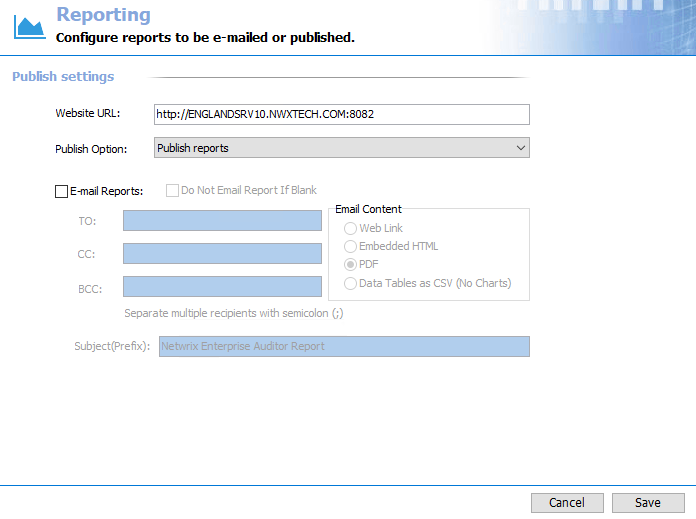 Reporting
Configure reports to be e-mailed or published.
Publish settings
Website URL: http://ENGLANDSRV10.NWXTECH.COM:8082
Publish Option: Publish reports
E-mail Reports: Do Not Email Report If Blank
Email Content
TO:
Web Link
Embedded HTML
CC:
PDF
BCC:
Data Tables as CSV (No Charts)
Separate multiple recipients with semicolon (;)
Subject(Prefix): Netwrix Enterprise Auditor Report
Cancel Save